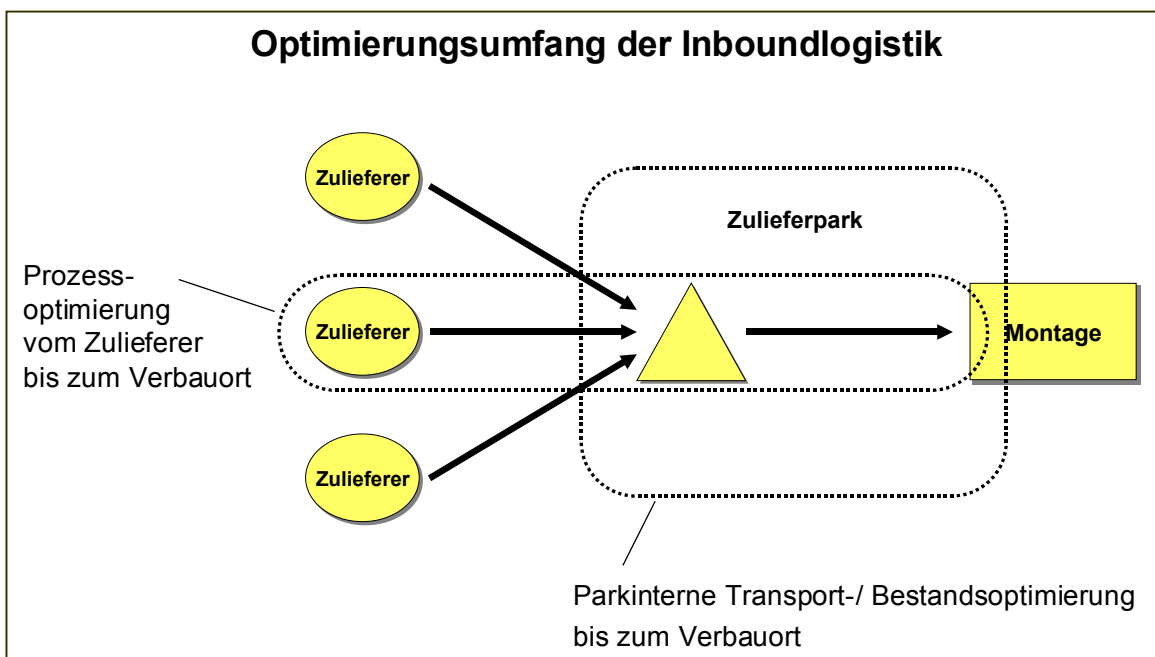 Optimierungsumfang der Inboundlogistik
Zulieferer
Zulieferpark
Prozess-
optimierung
vom Zulieferer
bis zum Verbauort
Zulieferer
Montage
Zulieferer
Parkinterne Transport-/ Bestandsoptimierung
bis zum Verbauort